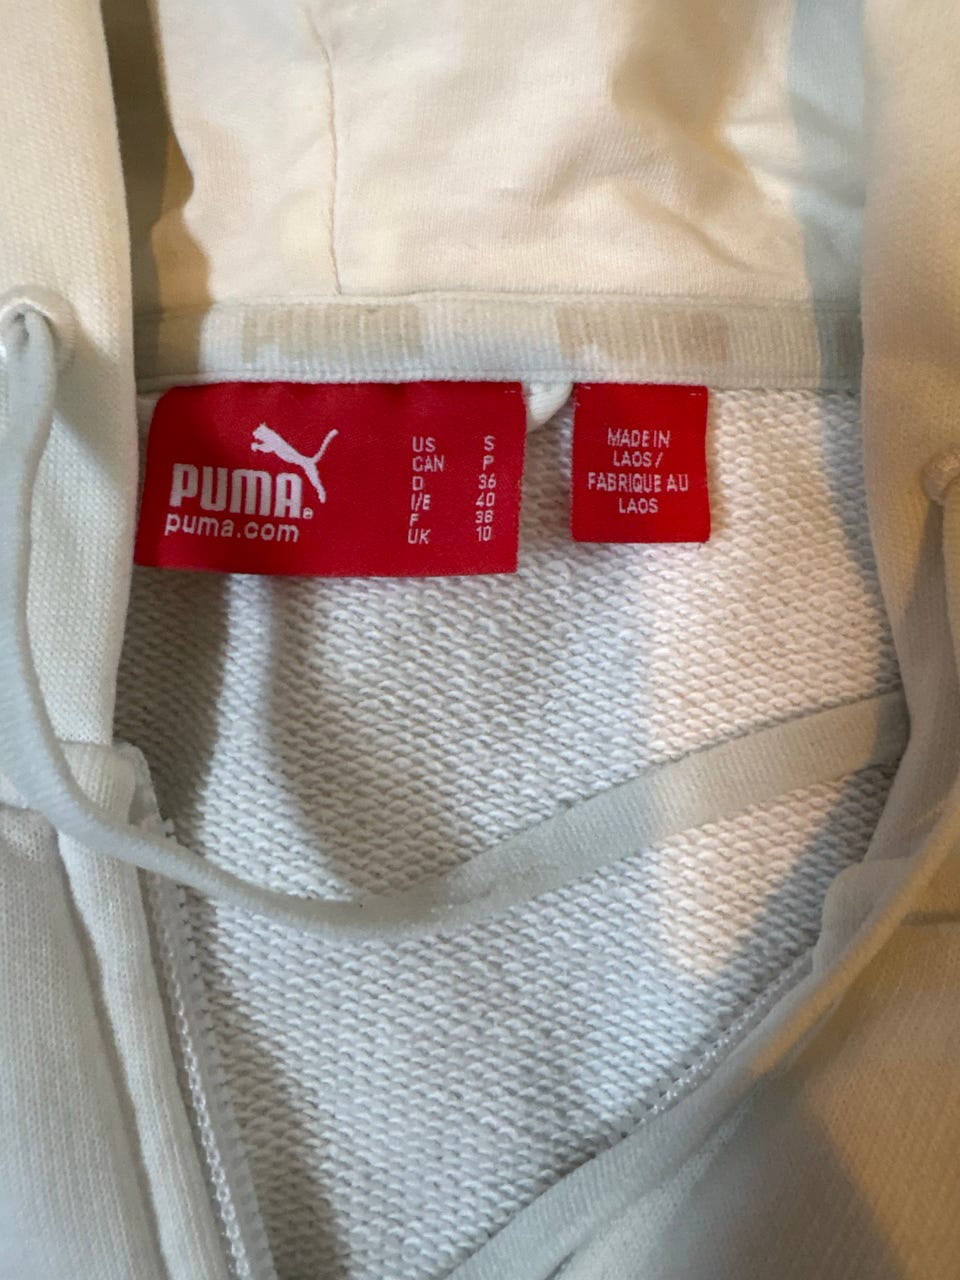 PUMA®
puma.com
US S
CAN P
D 36
I/E 40
F 38
UK 10
MADE IN
LAOS /
FABRIQUE AU
LAOS